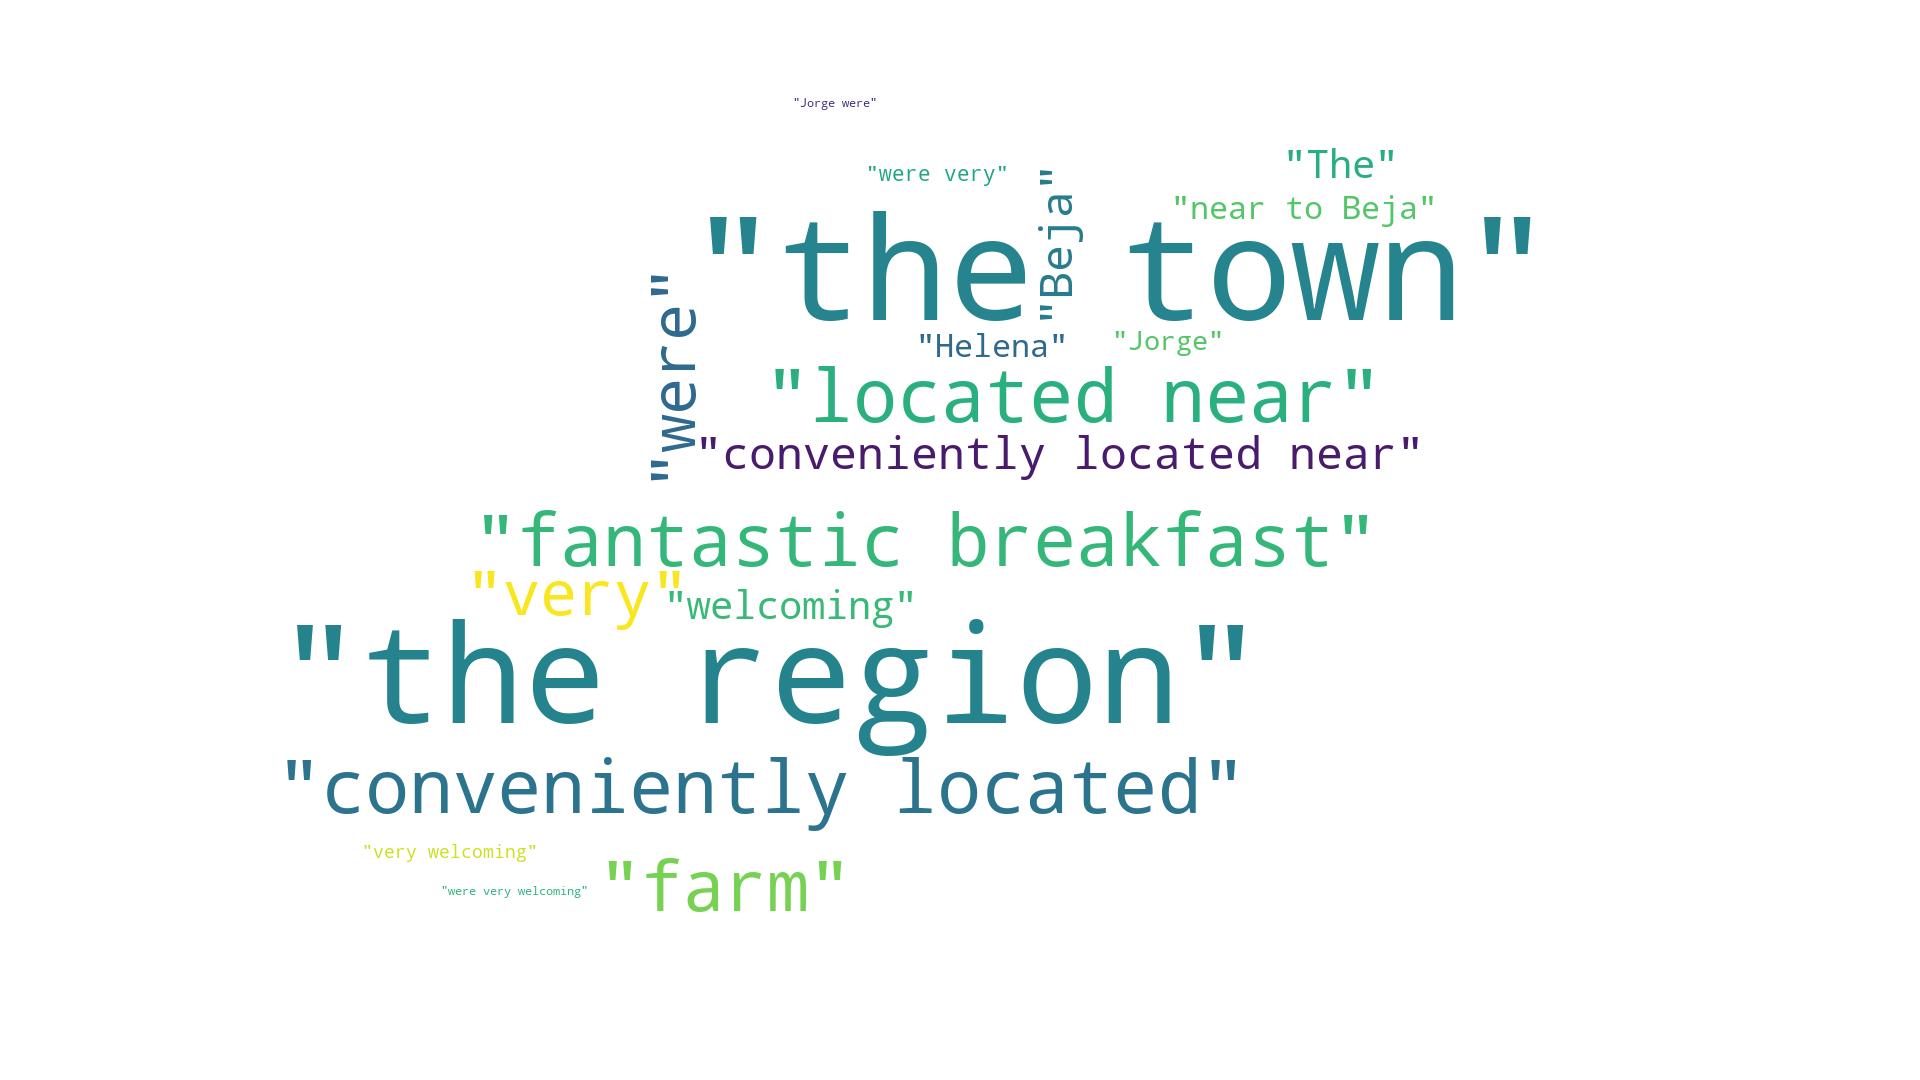 "Jorge were"
"The"
"were very"
"near to Beja"
"Beja"
"the town"
"were"
"Helena"
"Jorge"
"located near"
"conveniently located near"
"fantastic breakfast"
"very"
"welcoming"
"the region"
"conveniently located"
"very welcoming"
"farm"
"were very welcoming"